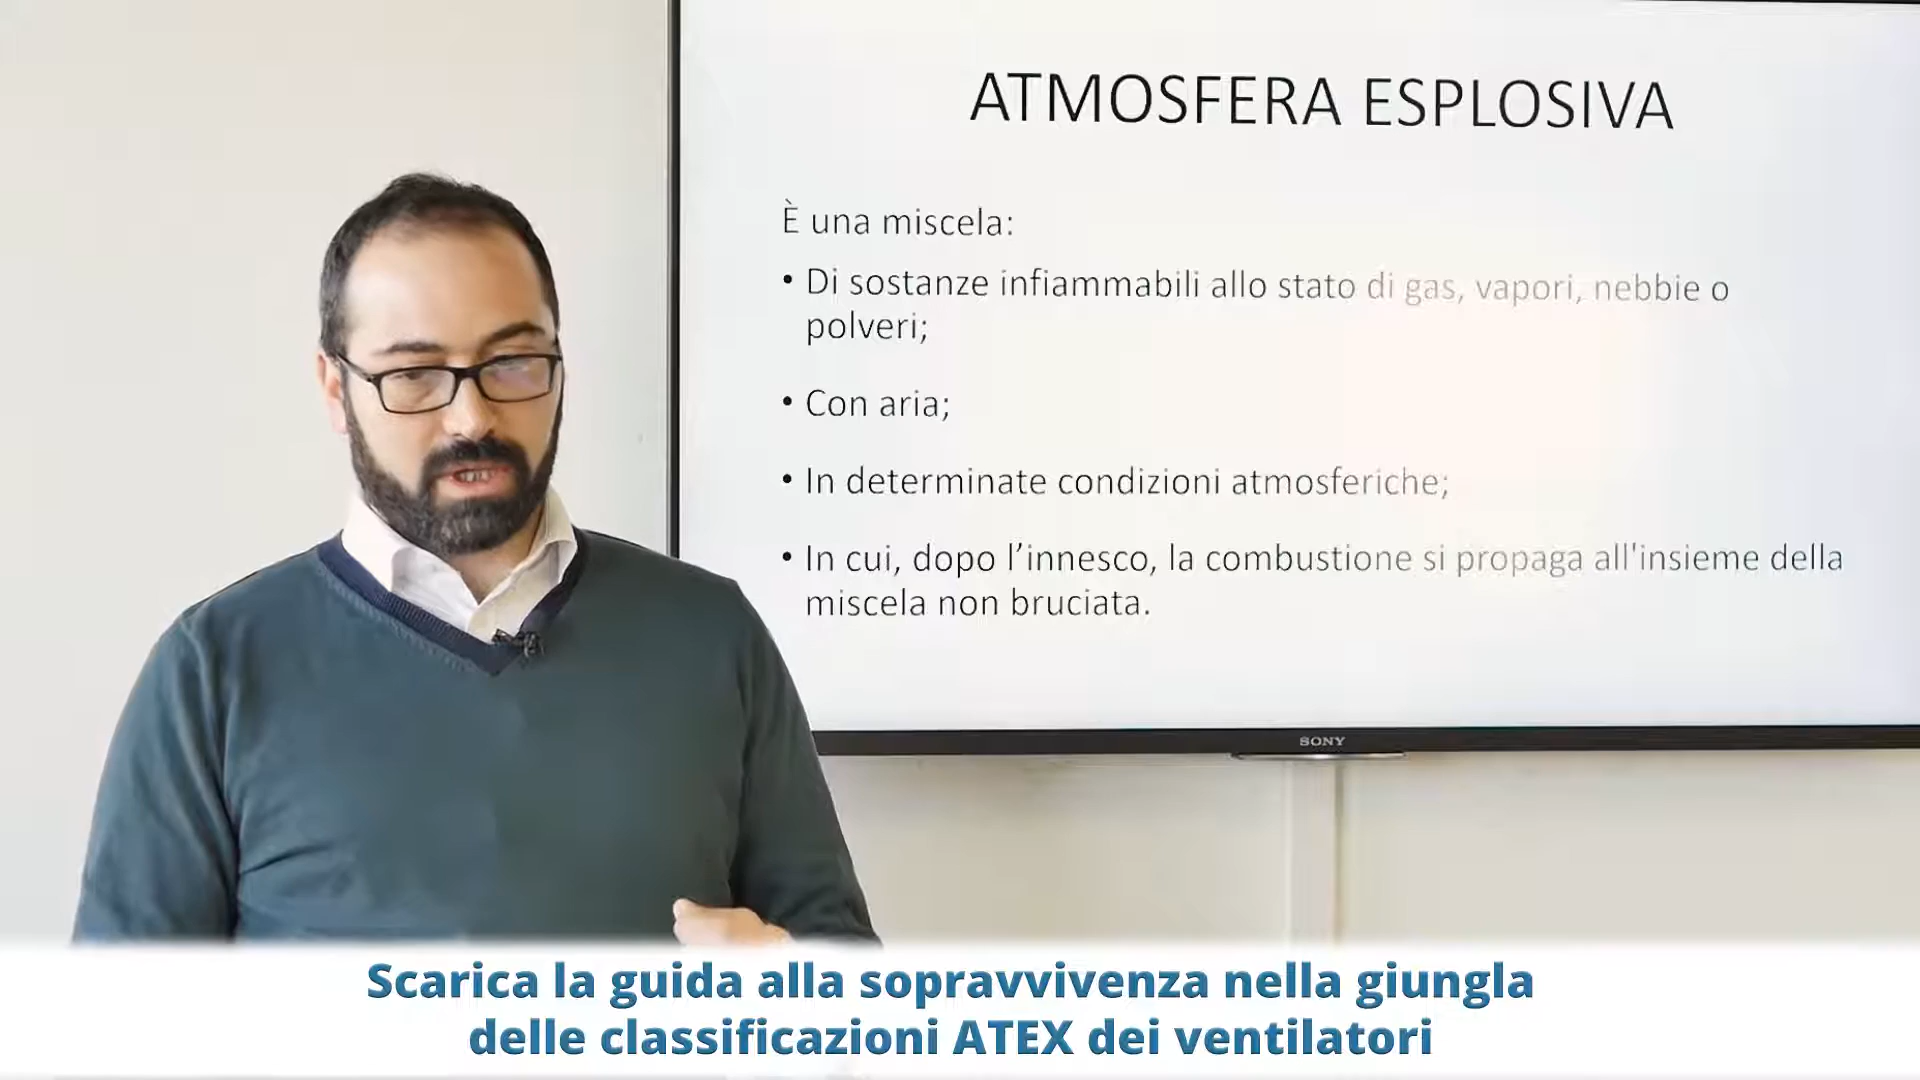 ATMOSFERA ESPLOSIVA
È una miscela:
• Di sostanze infiammabili allo stato di gas, vapori, nebbie o
polveri;
• Con aria;
• In determinate condizioni atmosferiche;
• In cui, dopo l’innesco, la combustione si propaga all'insieme della
miscela non bruciata.
SONY
Scarica la guida alla sopravvivenza nella giungla
delle classificazioni ATEX dei ventilatori